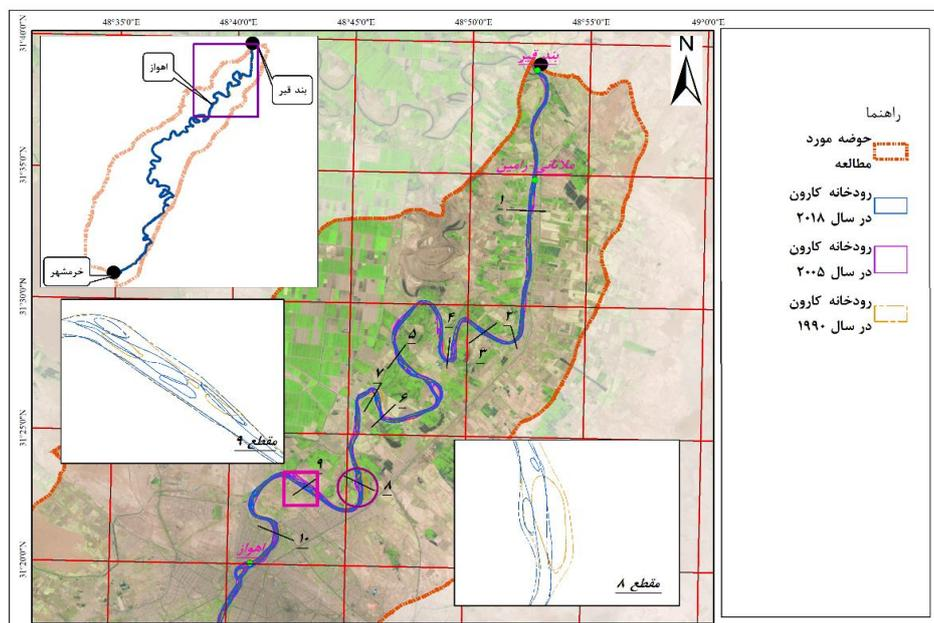 48°35'0"E 48°40'0"E 48°45'0"E 48°50'0"E 48°55'0"E 49°0'0"E
31°40'0"N
31°35'0"N
31°30'0"N
31°25'0"N
31°20'0"N
اهواز
بند قیر
خرمشهر
بند قیر
N
ملاثانی-رامین
۱
۲
۳
۴
۵
۶
۷
۸
۹
۱۰
اهواز
مقطع ۹
مقطع ۸
راهنما
حوضه مورد
مطالعه
رودخانه کارون
در سال ۲۰۱۸
رودخانه کارون
در سال ۲۰۰۵
رودخانه کارون
در سال ۱۹۹۰